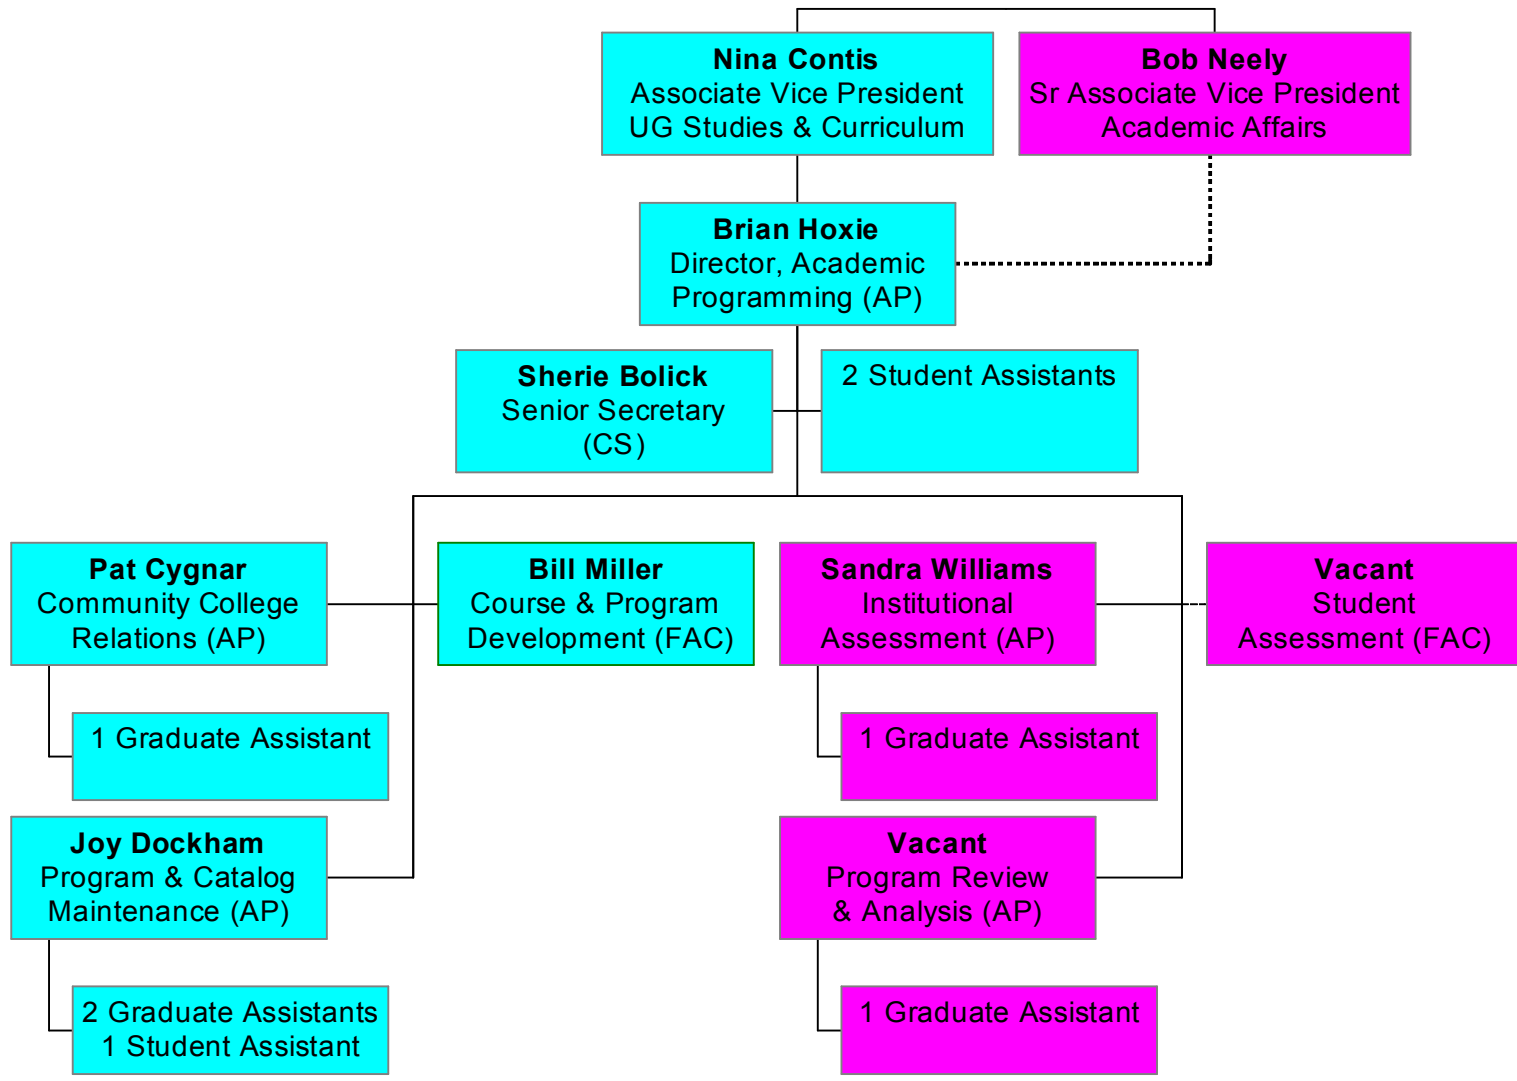 Nina Contis
Associate Vice President
UG Studies & Curriculum
Bob Neely
Sr Associate Vice President
Academic Affairs
Brian Hoxie
Director, Academic
Programming (AP)
Sherie Bolick
Senior Secretary
(CS)
2 Student Assistants
Pat Cygnar
Community College
Relations (AP)
Bill Miller
Course & Program
Development (FAC)
Sandra Williams
Institutional
Assessment (AP)
Vacant
Student
Assessment (FAC)
1 Graduate Assistant
1 Graduate Assistant
Joy Dockham
Program & Catalog
Maintenance (AP)
Vacant
Program Review
& Analysis (AP)
2 Graduate Assistants
1 Student Assistant
1 Graduate Assistant